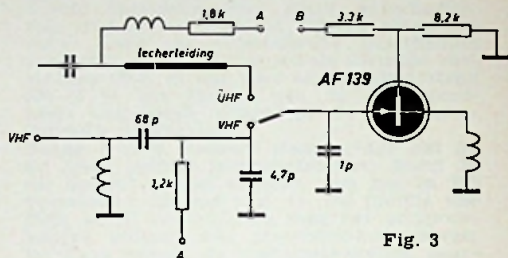 1,8k
A
B
3,3k
8,2k
lecherleiding
AF 139
UHF
VHF
68p
VHF
1,2k
4,7p
1p
A
Fig. 3